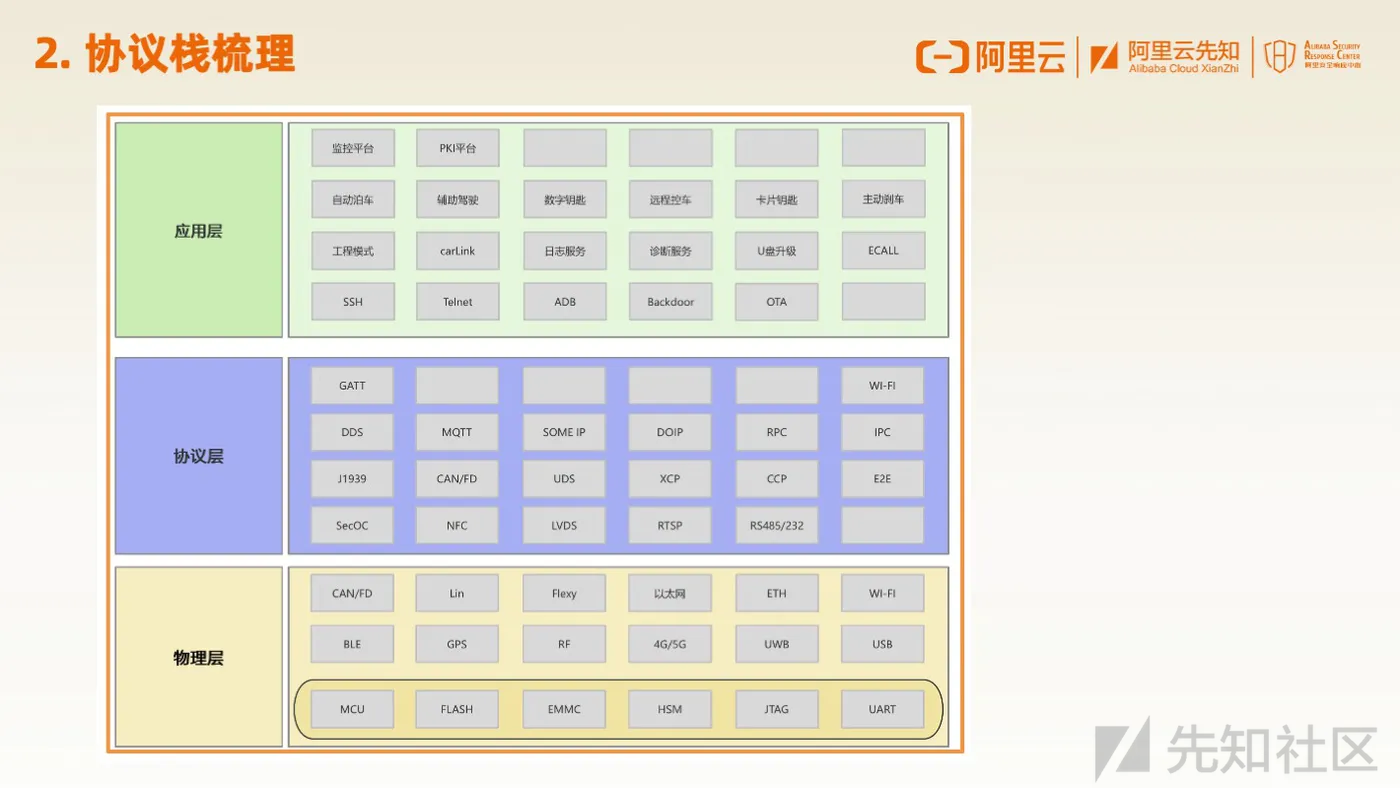 2. 协议栈梳理
阿里云
阿里云先知
Alibaba Cloud XianZhi
ALIBABA SECURITY
RESPONSE CENTER
阿里安全响应中心
应用层
监控平台 PKI平台
自动泊车 辅助驾驶 数字钥匙 远程控车 卡片钥匙 主动刹车
工程模式 carLink 日志服务 诊断服务 U盘升级 ECALL
SSH Telnet ADB Backdoor OTA
协议层
GATT WI-FI
DDS MQTT SOME IP DOIP RPC IPC
J1939 CAN/FD UDS XCP CCP E2E
SecOC NFC LVDS RTSP RS485/232
物理层
CAN/FD Lin Flexy 以太网 ETH WI-FI
BLE GPS RF 4G/5G UWB USB
MCU FLASH EMMC HSM JTAG UART
先知社区